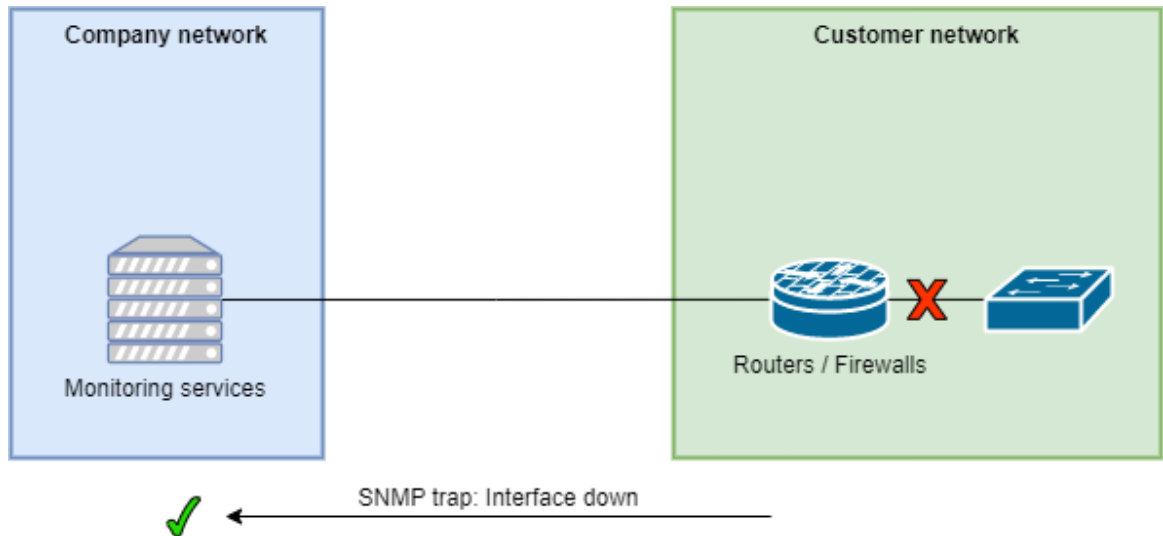 Company network
Customer network
Routers / Firewalls
Monitoring services
SNMP trap: Interface down